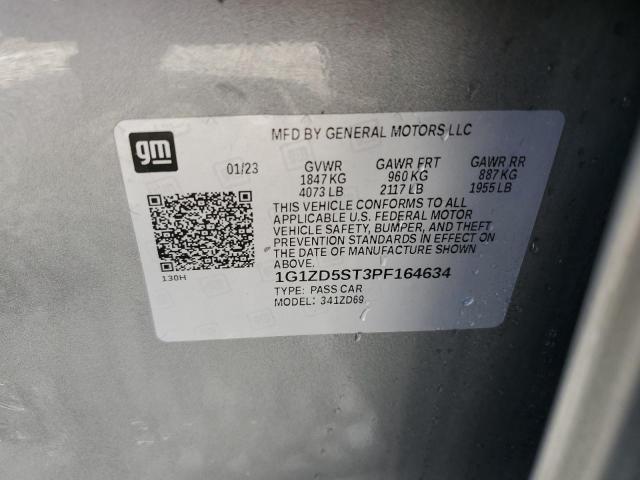 gm
MFD BY GENERAL MOTORS LLC
01/23 GVWR GAWR FRT GAWR RR
1847 KG 960 KG 887 KG
4073 LB 2117 LB 1955 LB
THIS VEHICLE CONFORMS TO ALL
APPLICABLE U.S. FEDERAL MOTOR
VEHICLE SAFETY, BUMPER, AND THEFT
PREVENTION STANDARDS IN EFFECT ON
THE DATE OF MANUFACTURE SHOWN
ABOVE.
130H
1G1ZD5ST3PF164634
TYPE: PASS CAR
MODEL: 341ZD69